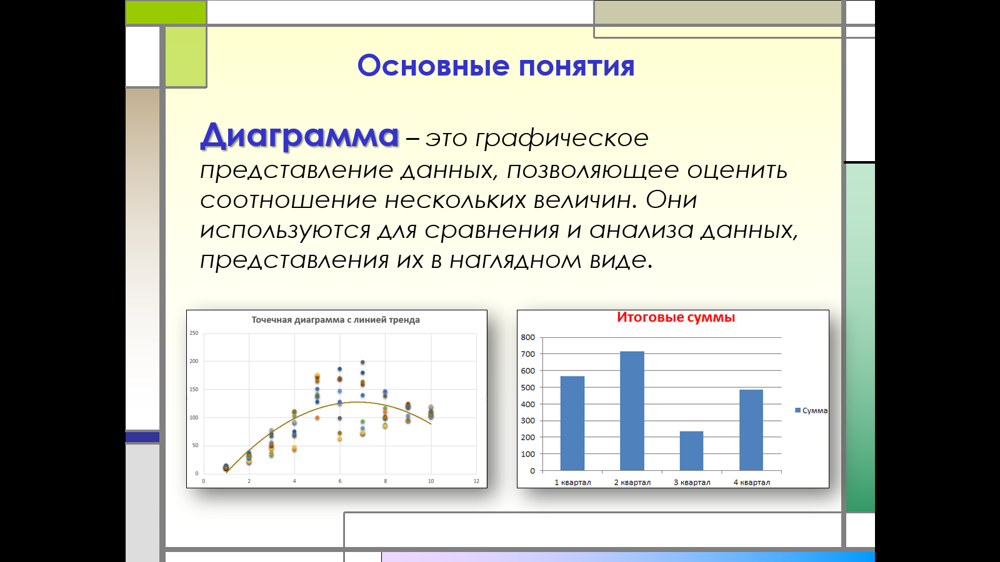 Основные понятия
Диаграмма – это графическое
представление данных, позволяющее оценить
соотношение нескольких величин. Они
используются для сравнения и анализа данных,
представления их в наглядном виде.
Точечная диаграмма с линией тренда
250
200
150
100
50
0
0 2 4 6 8 10 12
Итоговые суммы
800
700
600
500
400
300
200
100
0
1 квартал 2 квартал 3 квартал 4 квартал
Сумма